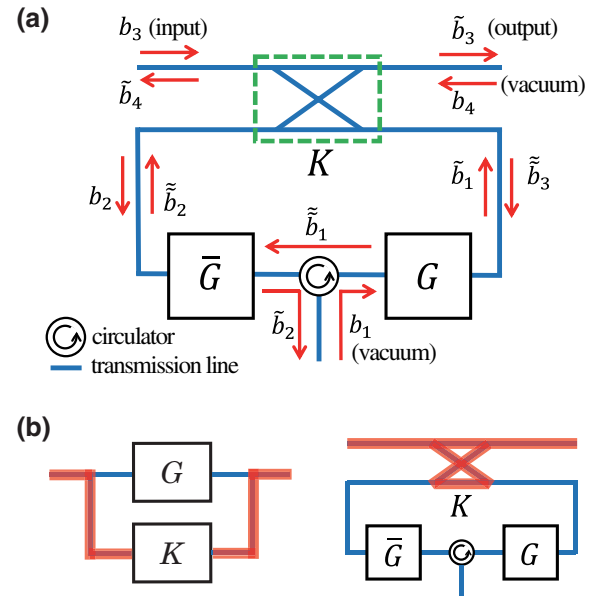 (a)
b₃ (input)
b̃₃ (output)
b̃₄
b₄
(vacuum)
K
b₂
b̃̃₂
b̃₁
b̃̃₃
b̃̃₁
G̅
G
b̃₂
b₁
(vacuum)
circulator
transmission line
(b)
G
K
K
G̅
G